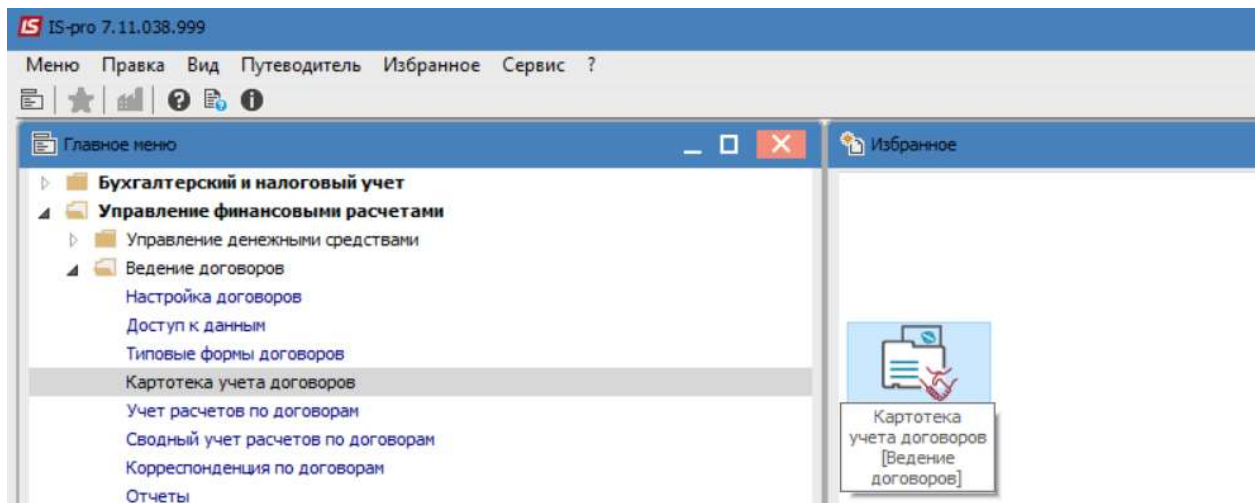 IS IS-pro 7.11.038.999
Меню Правка Вид Путеводитель Избранное Сервис ?
Главное меню
Бухгалтерский и налоговый учет
Управление финансовыми расчетами
Управление денежными средствами
Ведение договоров
Настройка договоров
Доступ к данным
Типовые формы договоров
Картотека учета договоров
Учет расчетов по договорам
Сводный учет расчетов по договорам
Корреспонденция по договорам
Отчеты
Избранное
Картотека
учета договоров
[Ведение
договоров]